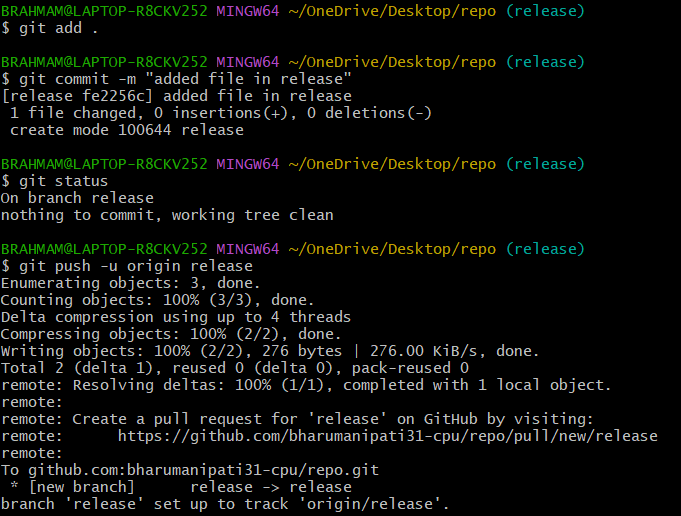 BRAHMAM@LAPTOP-R8CKV252 MINGW64 ~/OneDrive/Desktop/repo (release)
$ git add .
BRAHMAM@LAPTOP-R8CKV252 MINGW64 ~/OneDrive/Desktop/repo (release)
$ git commit -m "added file in release"
[release fe2256c] added file in release
 1 file changed, 0 insertions(+), 0 deletions(-)
 create mode 100644 release
BRAHMAM@LAPTOP-R8CKV252 MINGW64 ~/OneDrive/Desktop/repo (release)
$ git status
On branch release
nothing to commit, working tree clean
BRAHMAM@LAPTOP-R8CKV252 MINGW64 ~/OneDrive/Desktop/repo (release)
$ git push -u origin release
Enumerating objects: 3, done.
Counting objects: 100% (3/3), done.
Delta compression using up to 4 threads
Compressing objects: 100% (2/2), done.
Writing objects: 100% (2/2), 276 bytes | 276.00 KiB/s, done.
Total 2 (delta 1), reused 0 (delta 0), pack-reused 0
remote: Resolving deltas: 100% (1/1), completed with 1 local object.
remote:
remote: Create a pull request for 'release' on GitHub by visiting:
remote:      https://github.com/bharumanipati31-cpu/repo/pull/new/release
remote:
To github.com:bharumanipati31-cpu/repo.git
 * [new branch]      release -> release
branch 'release' set up to track 'origin/release'.